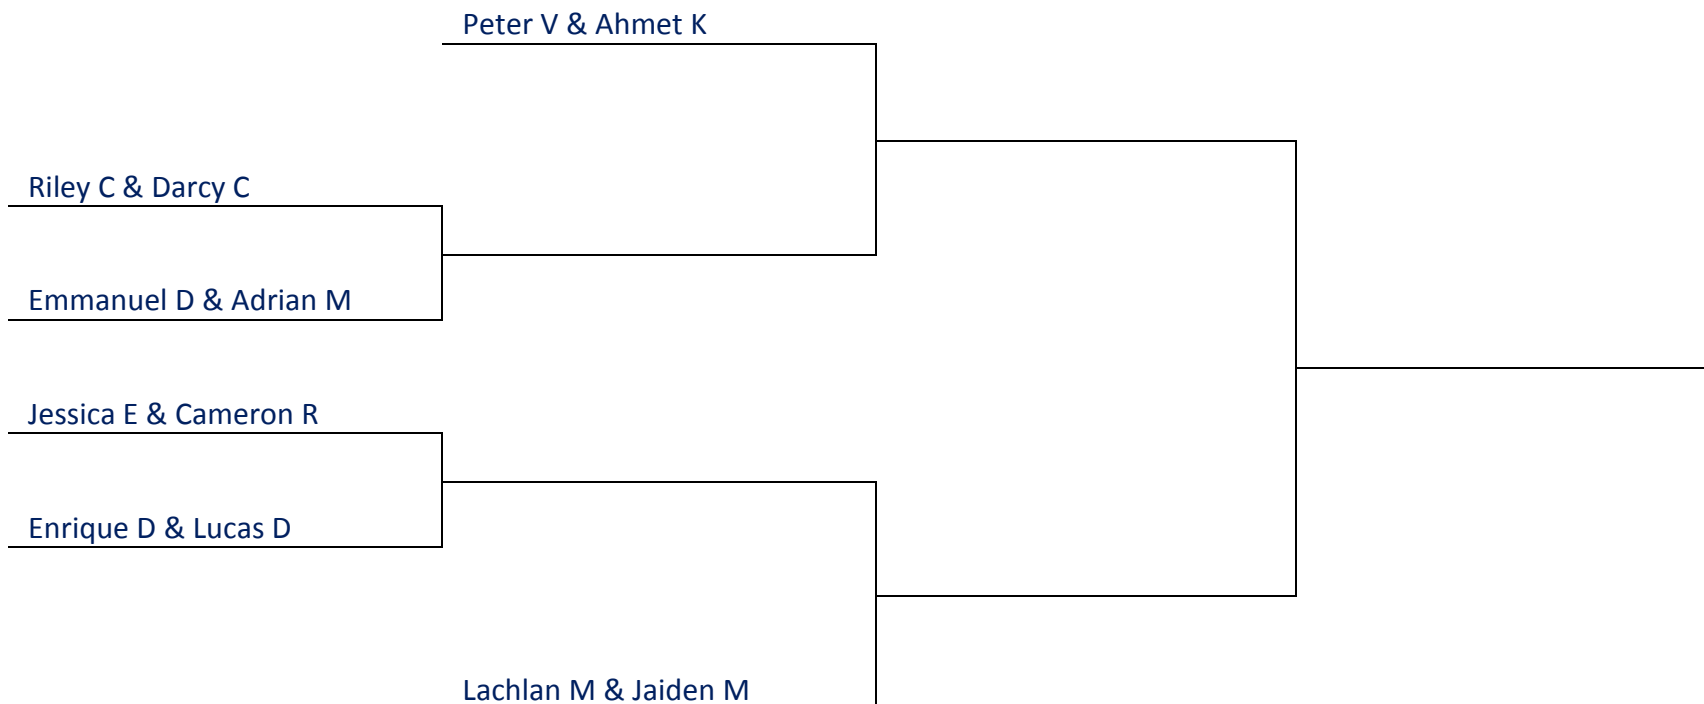 Peter V & Ahmet K
Riley C & Darcy C
Emmanuel D & Adrian M
Jessica E & Cameron R
Enrique D & Lucas D
Lachlan M & Jaiden M